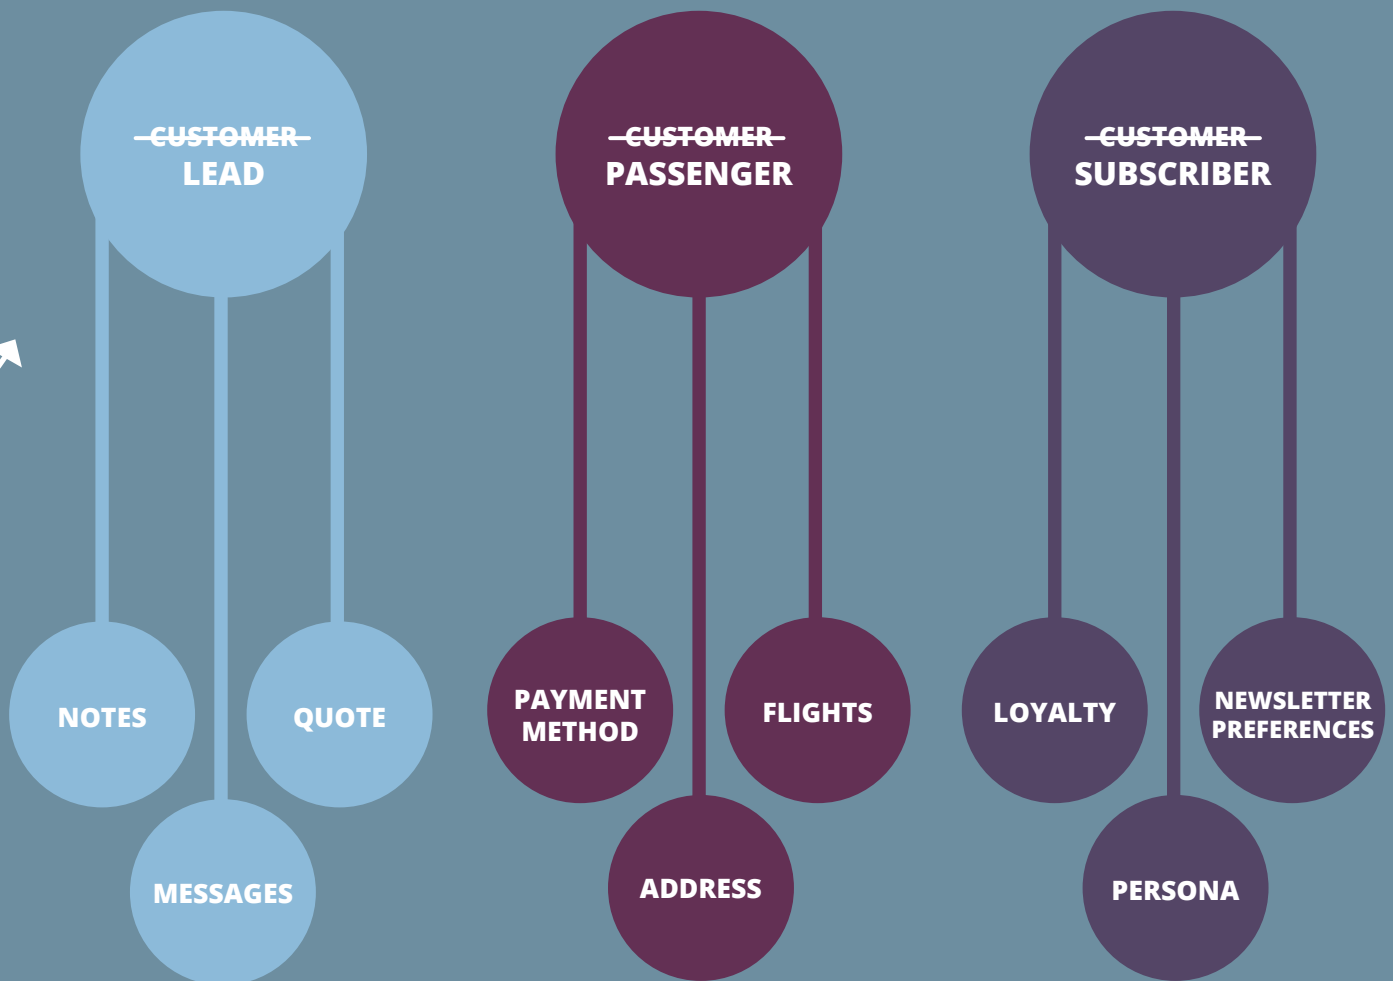 CUSTOMER
LEAD
NOTES
QUOTE
MESSAGES
CUSTOMER
PASSENGER
PAYMENT
METHOD
FLIGHTS
ADDRESS
CUSTOMER
SUBSCRIBER
LOYALTY
NEWSLETTER
PREFERENCES
PERSONA